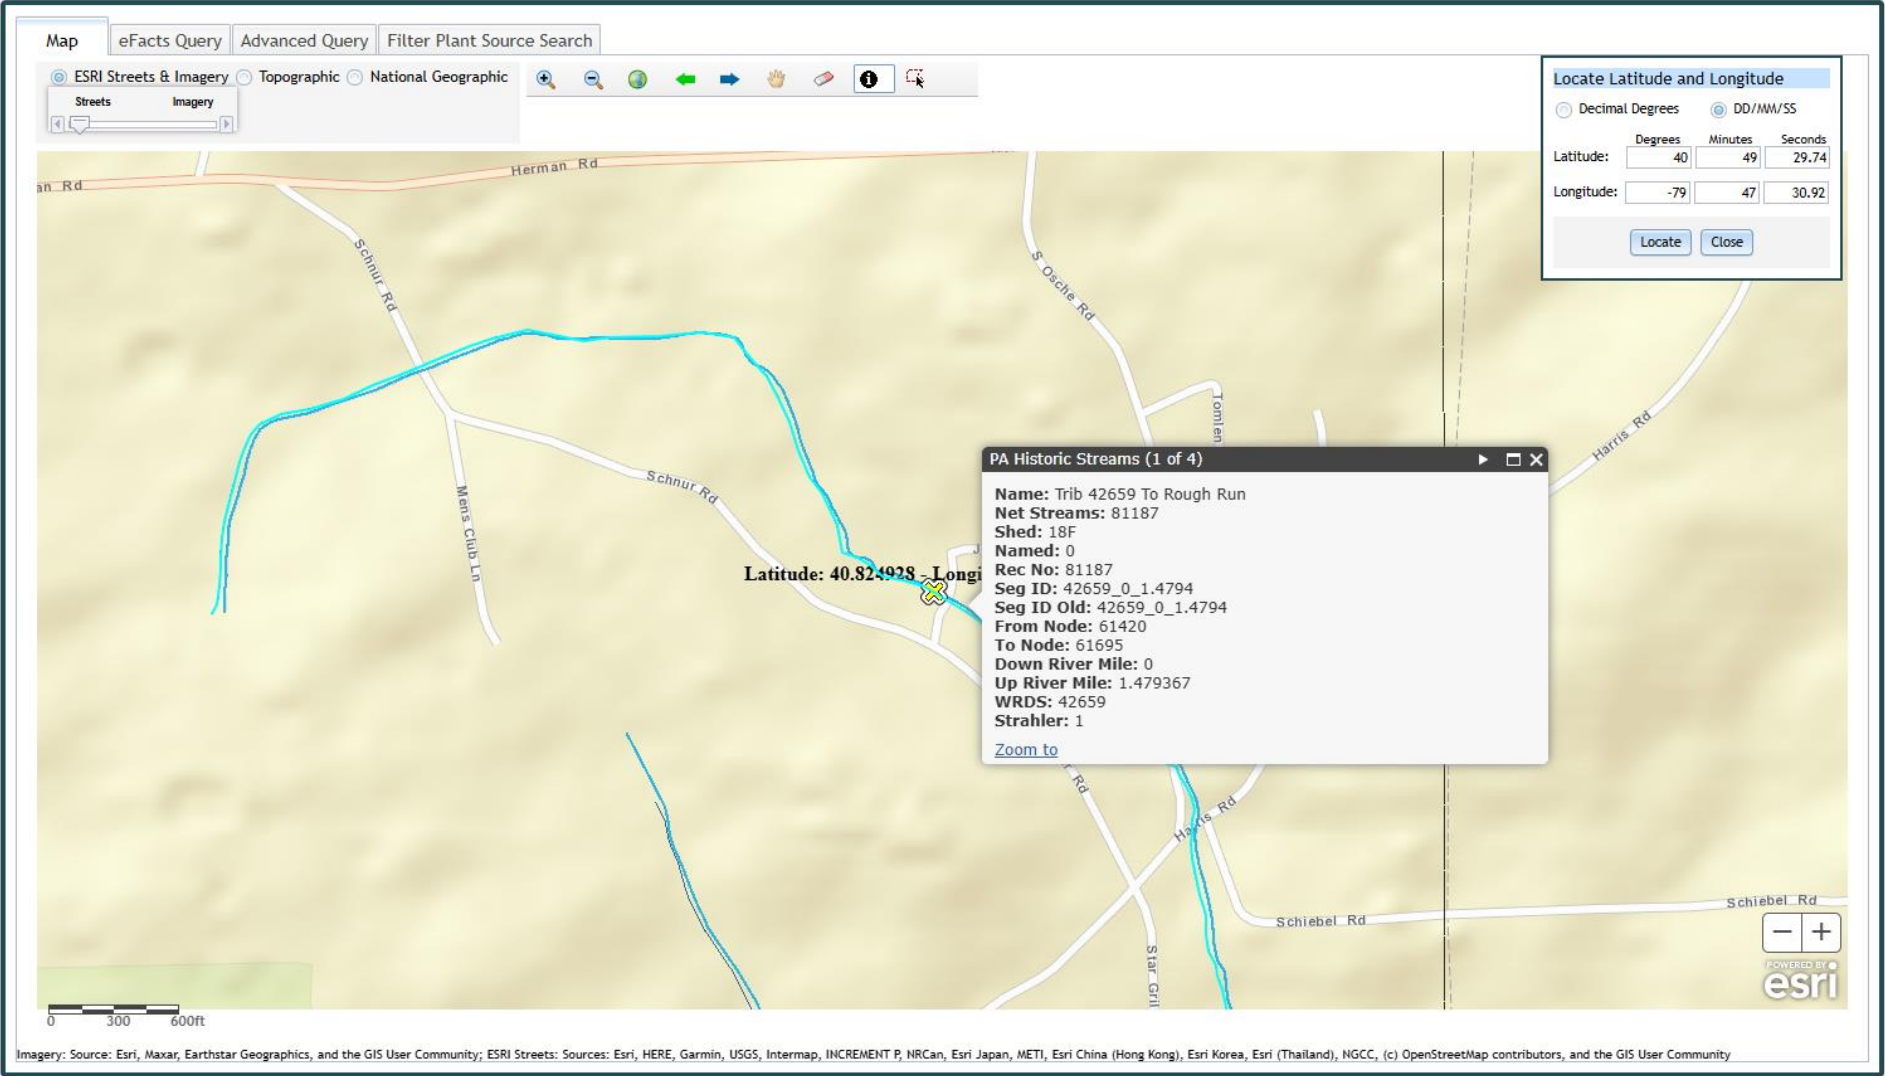 Map eFacts Query Advanced Query Filter Plant Source Search
ESRI Streets & Imagery Topographic National Geographic
Streets Imagery
Locate Latitude and Longitude
Decimal Degrees DD/MM/SS
Degrees Minutes Seconds
Latitude: 40 49 29.74
Longitude: -79 47 30.92
Locate Close
an Rd
Herman Rd
Schnur Rd
S Osche Rd
Tomlen
Harris Rd
Schnur Rd
Mens Club Ln
Latitude: 40.824928 - Longi
J
PA Historic Streams (1 of 4)
Name: Trib 42659 To Rough Run
Net Streams: 81187
Shed: 18F
Named: 0
Rec No: 81187
Seg ID: 42659_0_1.4794
Seg ID Old: 42659_0_1.4794
From Node: 61420
To Node: 61695
Down River Mile: 0
Up River Mile: 1.479367
WRDS: 42659
Strahler: 1
Zoom to
r Rd
Harris Rd
Schiebel Rd
Schiebel Rd
Star Gril
POWERED BY
esri
0 300 600ft
Imagery: Source: Esri, Maxar, Earthstar Geographics, and the GIS User Community; ESRI Streets: Sources: Esri, HERE, Garmin, USGS, Intermap, INCREMENT P, NRCan, Esri Japan, METI, Esri China (Hong Kong), Esri Korea, Esri (Thailand), NGCC, (c) OpenStreetMap contributors, and the GIS User Community